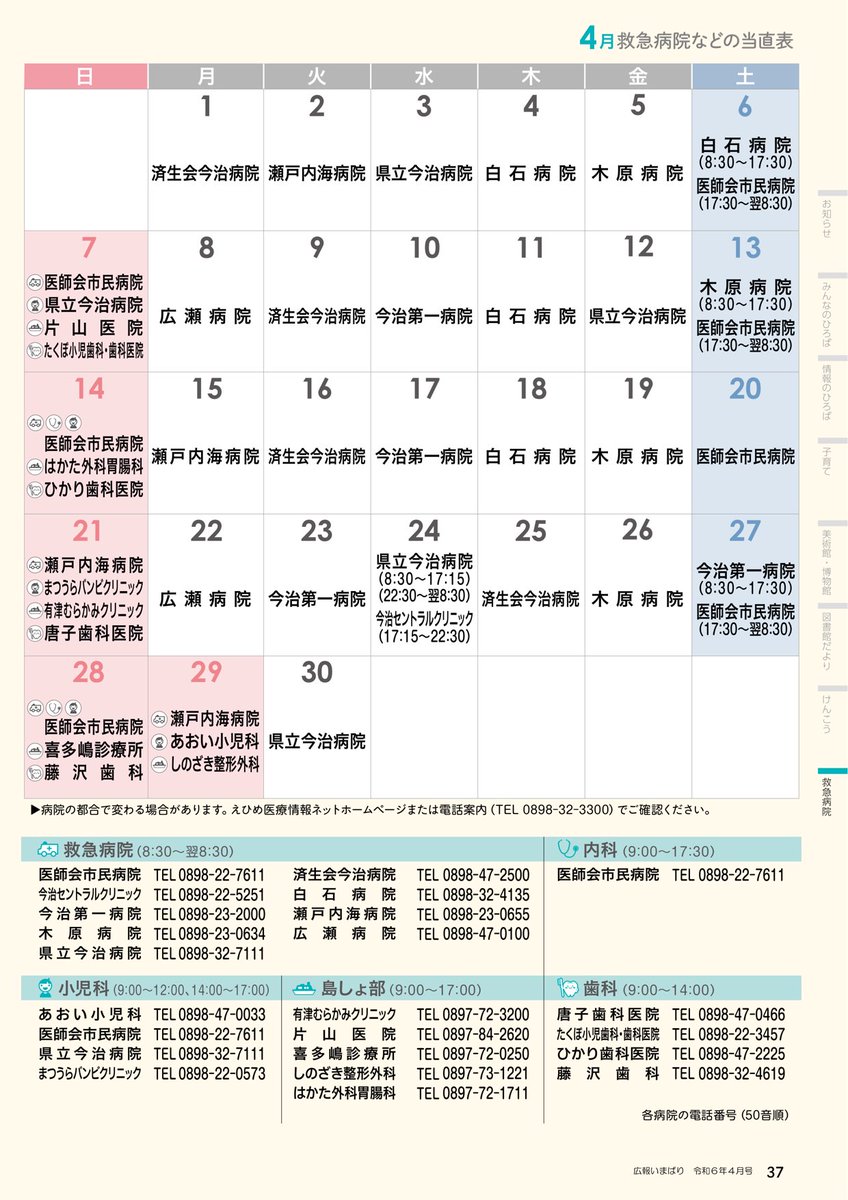 4月救急病院などの当直表
日 月 火 水 木 金 土
1 2 3 4 5 6
済生会今治病院 瀬戸内海病院 県立今治病院 白石病院 木原病院 白石病院
(8:30〜17:30)
医師会市民病院
(17:30〜翌8:30)
7 8 9 10 11 12 13
医師会市民病院
県立今治病院
片山医院
たくぼ小児歯科・歯科医院
広瀬病院 済生会今治病院 今治第一病院 白石病院 県立今治病院 木原病院
(8:30〜17:30)
医師会市民病院
(17:30〜翌8:30)
14 15 16 17 18 19 20
医師会市民病院
はかた外科胃腸科
ひかり歯科医院
瀬戸内海病院 済生会今治病院 今治第一病院 白石病院 木原病院 医師会市民病院
21 22 23 24 25 26 27
瀬戸内海病院
まつうらバンビクリニック
有津むらかみクリニック
唐子歯科医院
広瀬病院 今治第一病院 県立今治病院
(8:30〜17:15)
(22:30〜翌8:30)
今治セントラルクリニック
(17:15〜22:30)
済生会今治病院 木原病院 今治第一病院
(8:30〜17:30)
医師会市民病院
(17:30〜翌8:30)
28 29 30
医師会市民病院
喜多嶋診療所
藤沢歯科
瀬戸内海病院
あおい小児科
しのざき整形外科
県立今治病院
▶病院の都合で変わる場合があります。えひめ医療情報ネットホームページまたは電話案内(TEL 0898-32-3300)でご確認ください。
救急病院(8:30〜翌8:30)
医師会市民病院 TEL 0898-22-7611
今治セントラルクリニック TEL 0898-22-5251
今治第一病院 TEL 0898-23-2000
木原病院 TEL 0898-23-0634
県立今治病院 TEL 0898-32-7111
済生会今治病院 TEL 0898-47-2500
白石病院 TEL 0898-32-4135
瀬戸内海病院 TEL 0898-23-0655
広瀬病院 TEL 0898-47-0100
内科(9:00〜17:30)
医師会市民病院 TEL 0898-22-7611
小児科(9:00〜12:00、14:00〜17:00)
あおい小児科 TEL 0898-47-0033
医師会市民病院 TEL 0898-22-7611
県立今治病院 TEL 0898-32-7111
まつうらバンビクリニック TEL 0898-22-0573
島しょ部(9:00〜17:00)
有津むらかみクリニック TEL 0897-72-3200
片山医院 TEL 0897-84-2620
喜多嶋診療所 TEL 0897-72-0250
しのざき整形外科 TEL 0897-73-1221
はかた外科胃腸科 TEL 0897-72-1711
歯科(9:00〜14:00)
唐子歯科医院 TEL 0898-47-0466
たくぼ小児歯科・歯科医院 TEL 0898-22-3457
ひかり歯科医院 TEL 0898-47-2225
藤沢歯科 TEL 0898-32-4619
各病院の電話番号(50音順)
お知らせ
みんなのひろば
情報のひろば
子育て
美術館・博物館
図書館だより
けんこう
救急病院
広報いまばり 令和6年4月号 37